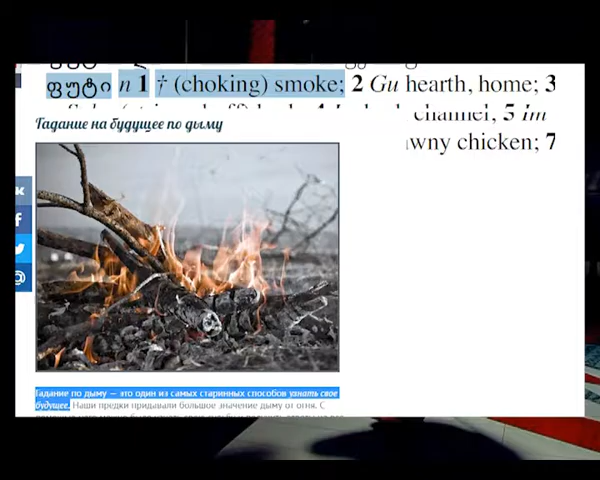 ფუტი n 1 † (choking) smoke; 2 Gu hearth, home; 3
channel, 5 Im
wny chicken; 7
Гадание на будущее по дыму
Гадание по дыму — это один из самых старинных способов узнать свое
будущее. Наши предки придавали большое значение дыму от огня. С